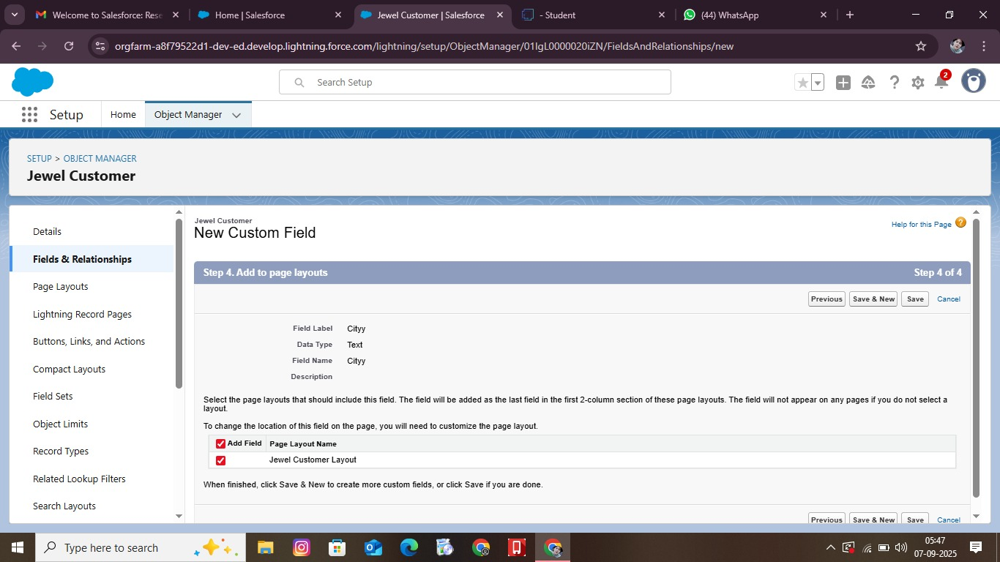 Welcome to Salesforce: Rese
Home | Salesforce
Jewel Customer | Salesforce
- Student
(44) WhatsApp
orgfarm-a8f79522d1-dev-ed.develop.lightning.force.com/lightning/setup/ObjectManager/01IgL0000020iZN/FieldsAndRelationships/new
Search Setup
2
Setup
Home
Object Manager
SETUP > OBJECT MANAGER
Jewel Customer
Details
Fields & Relationships
Page Layouts
Lightning Record Pages
Buttons, Links, and Actions
Compact Layouts
Field Sets
Object Limits
Record Types
Related Lookup Filters
Search Layouts
Jewel Customer
New Custom Field
Help for this Page ?
Step 4. Add to page layouts
Step 4 of 4
Previous Save & New Save Cancel
Field Label Cityy
Data Type Text
Field Name Cityy
Description
Select the page layouts that should include this field. The field will be added as the last field in the first 2-column section of these page layouts. The field will not appear on any pages if you do not select a
layout.
To change the location of this field on the page, you will need to customize the page layout.
Add Field Page Layout Name
Jewel Customer Layout
When finished, click Save & New to create more custom fields, or click Save if you are done.
Previous Save & New Save Cancel
Type here to search
05:47
07-09-2025